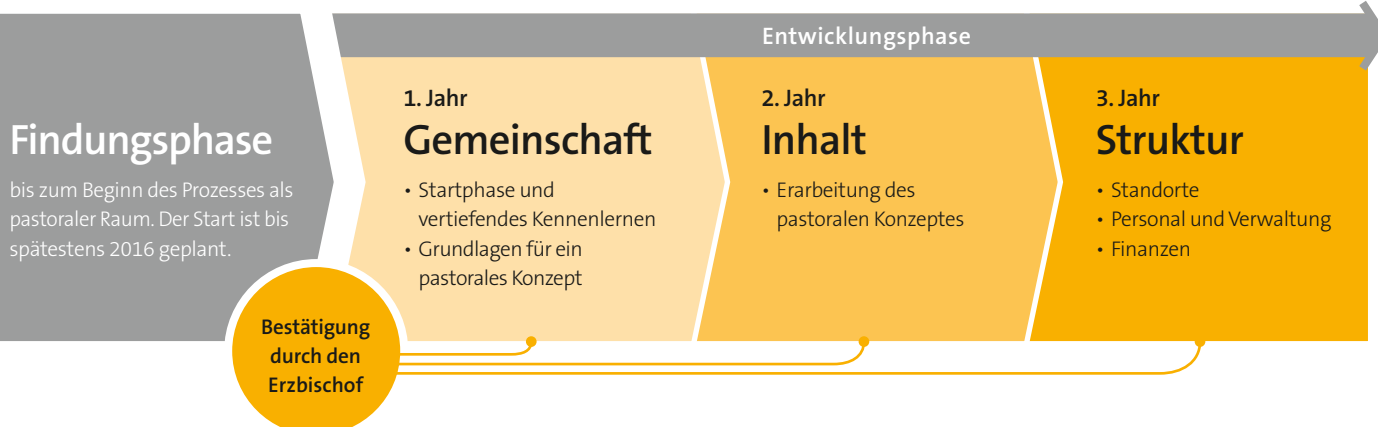 Entwicklungsphase
Findungsphase
bis zum Beginn des Prozesses als
pastoraler Raum. Der Start ist bis
spätestens 2016 geplant.
1. Jahr
Gemeinschaft
• Startphase und
vertiefendes Kennenlernen
• Grundlagen für ein
pastorales Konzept
2. Jahr
Inhalt
• Erarbeitung des
pastoralen Konzeptes
3. Jahr
Struktur
• Standorte
• Personal und Verwaltung
• Finanzen
Bestätigung
durch den
Erzbischof